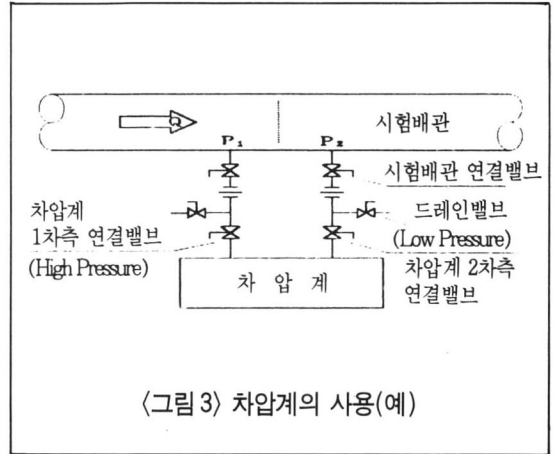 Q
시험배관
P₁
P₂
시험배관 연결밸브
차압계
1차측 연결밸브
(High Pressure)
드레인밸브
(Low Pressure)
차 압 계
차압계 2차측
연결밸브
〈그림 3〉 차압계의 사용(예)